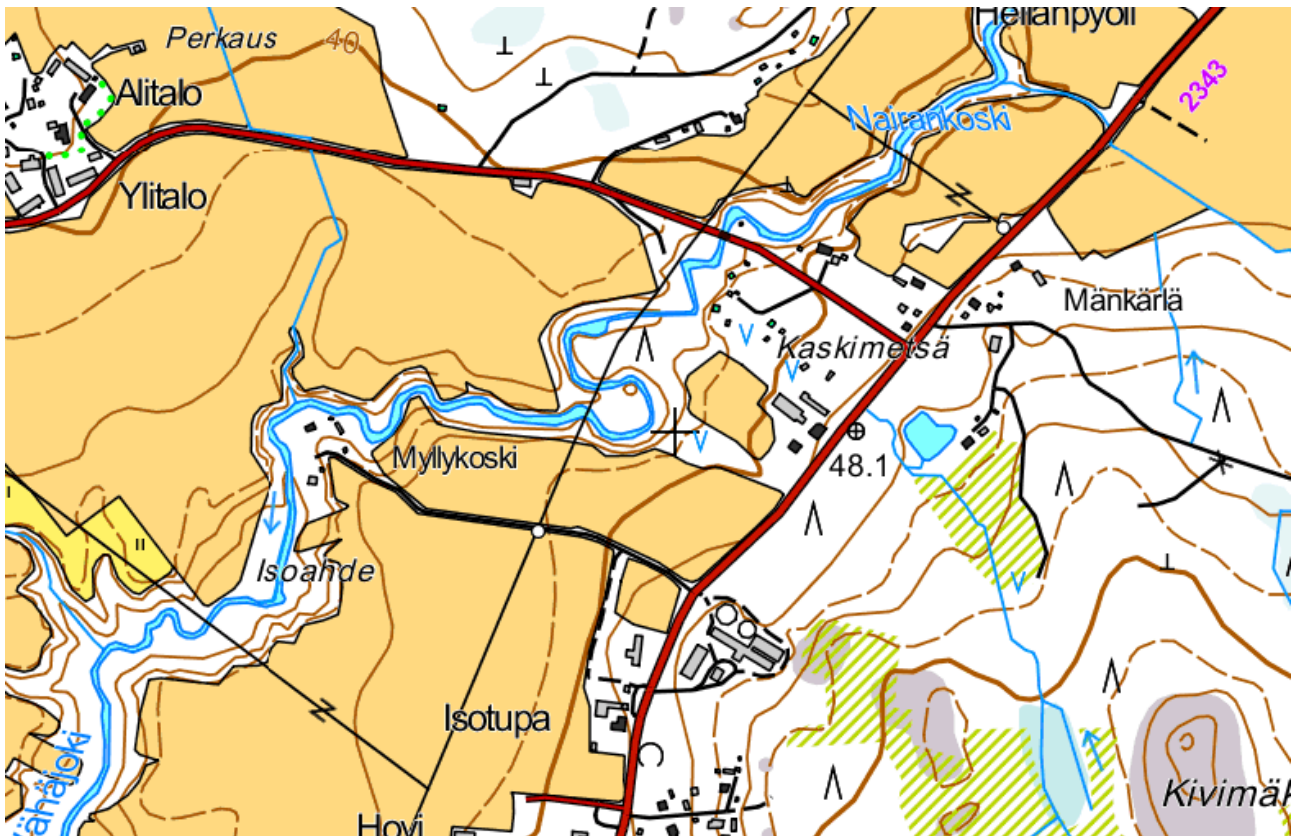 Perkaus
40
Alitalo
Ylitalo
Nairankoski
2343
Mänkärlä
Kaskimetsä
48.1
Myllykoski
Isoahde
Isotupa
Hovi